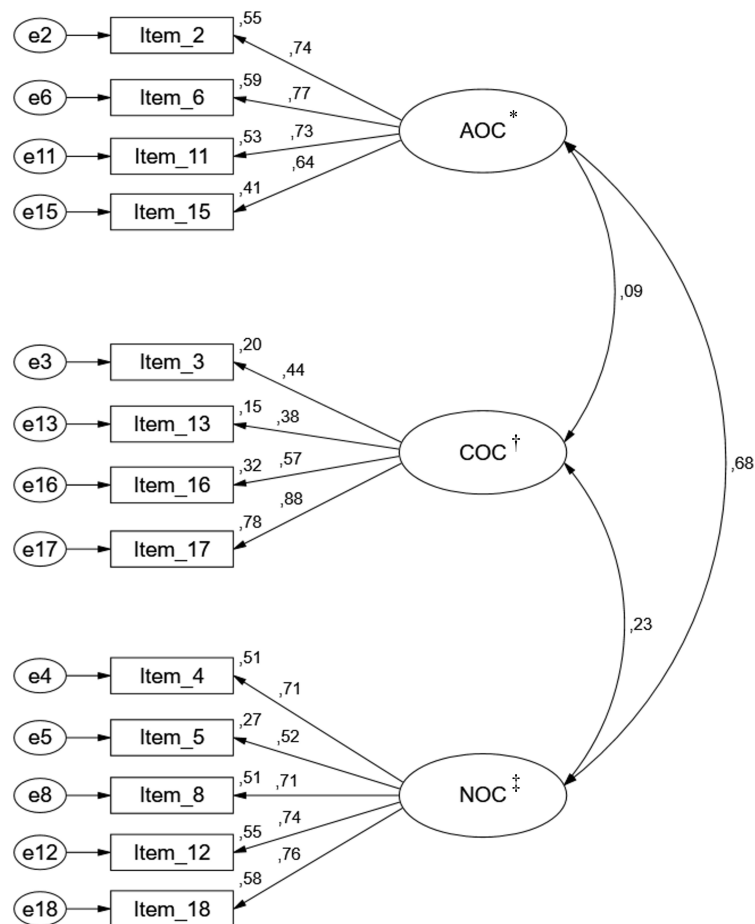 e2 Item_2 ,55
,74
e6 Item_6 ,59 ,77
AOC*
e11 Item_11 ,53 ,73
,64
e15 Item_15 ,41
,09
e3 Item_3 ,20
,44
e13 Item_13 ,15 ,38
COC†
,68
e16 Item_16 ,32 ,57
,88
e17 Item_17 ,78
,23
e4 Item_4 ,51
,71
e5 Item_5 ,27 ,52
e8 Item_8 ,51 ,71
NOC‡
e12 Item_12 ,55 ,74
,76
e18 Item_18 ,58